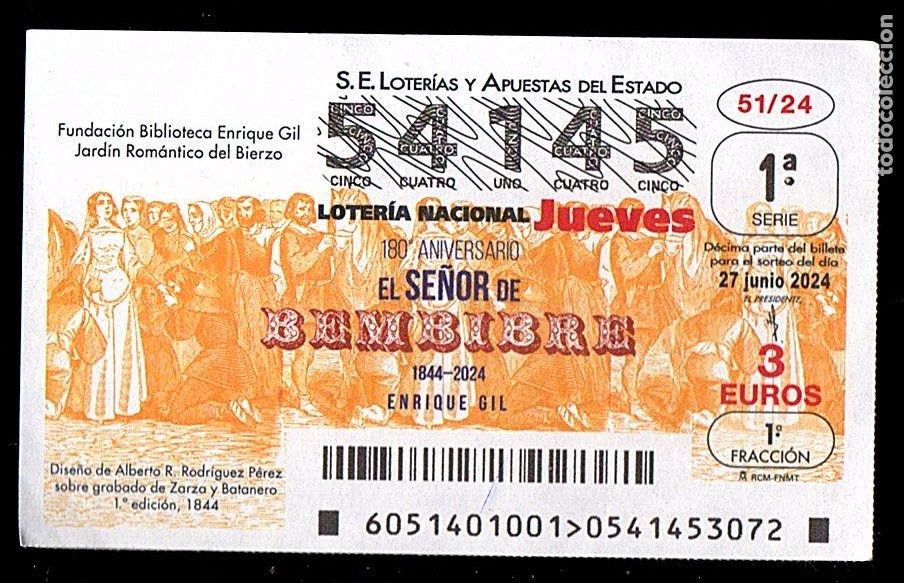 S.E. LOTERÍAS Y APUESTAS DEL ESTADO
51/24
Fundación Biblioteca Enrique Gil
Jardín Romántico del Bierzo
54145
CINCO CUATRO UNO CUATRO CINCO
1ª
SERIE
LOTERÍA NACIONAL Jueves
Décima parte del billete
para el sorteo del día
27 junio 2024
EL PRESIDENTE,
180º ANIVERSARIO
EL SEÑOR DE
BEMBIBRE
1844–2024
ENRIQUE GIL
3
EUROS
1ª
FRACCIÓN
RCM-FNMT
Diseño de Alberto R. Rodríguez Pérez
sobre grabado de Zarza y Batanero
1.ª edición, 1844
6051401001>0541453072
todocoleccion